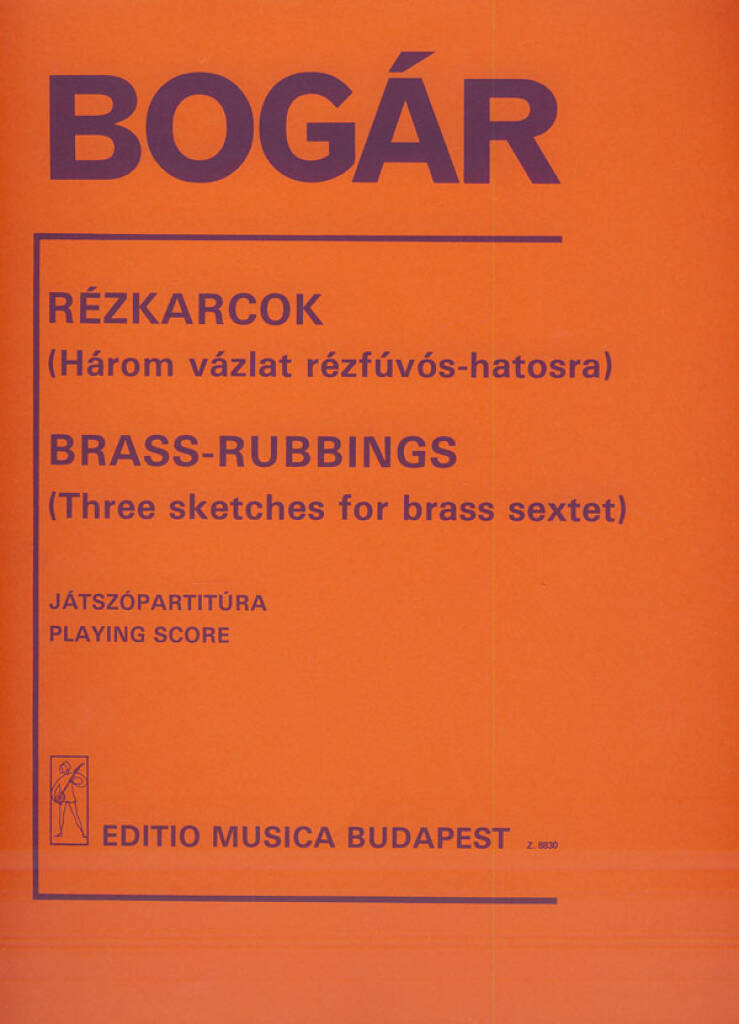 BOGÁR
RÉZKARCOK
(Három vázlat rézfúvós-hatosra)
BRASS-RUBBINGS
(Three sketches for brass sextet)
JÁTSZÓPARTITÚRA
PLAYING SCORE
EDITIO MUSICA BUDAPEST Z. 8830